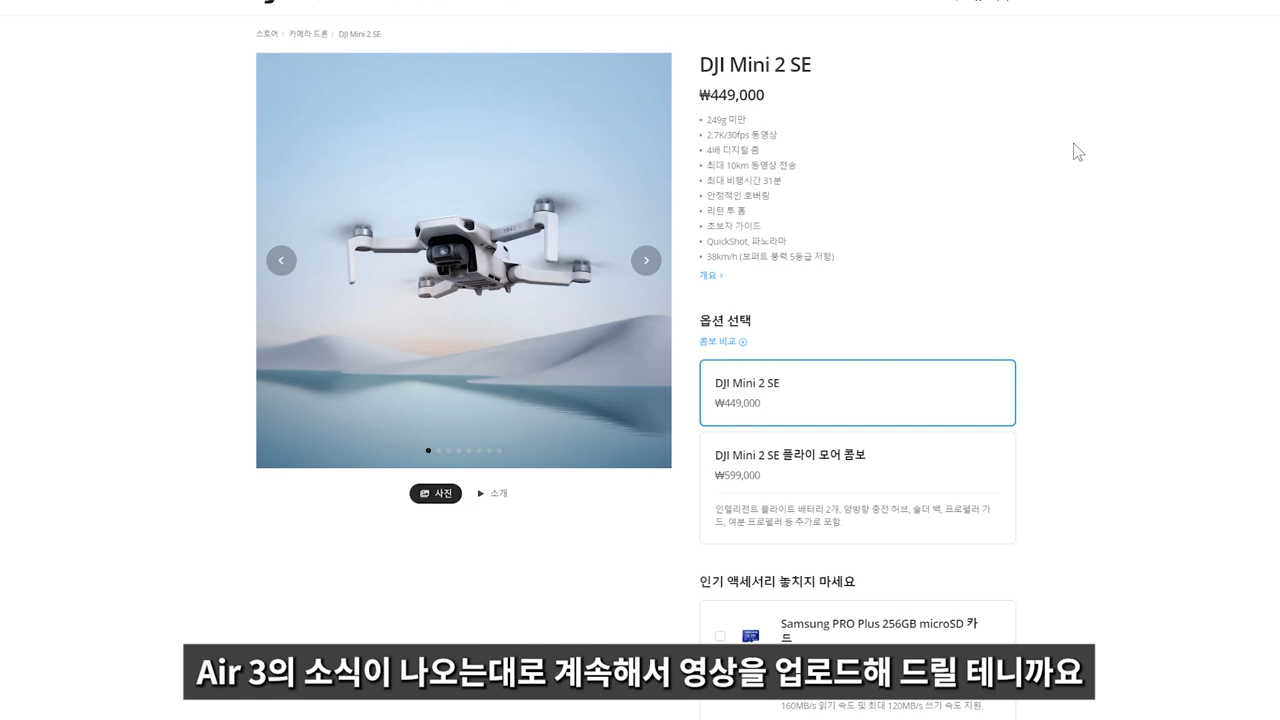 스토어 / 카메라 드론 / DJI Mini 2 SE
DJI Mini 2 SE
₩449,000
• 249g 미만
• 2.7K/30fps 동영상
• 4배 디지털 줌
• 최대 10km 동영상 전송
• 최대 비행시간 31분
• 안정적인 호버링
• 리턴 투 홈
• 초보자 가이드
• QuickShot, 파노라마
• 38km/h (보퍼트 풍력 5등급 저항)
개요 ›
옵션 선택
콤보 비교
DJI Mini 2 SE
₩449,000
DJI Mini 2 SE 플라이 모어 콤보
₩599,000
인텔리전트 플라이트 배터리 2개, 양방향 충전 허브, 숄더 백, 프로펠러 가
드, 여분 프로펠러 등 추가로 포함.
사진
소개
인기 액세서리 놓치지 마세요
Samsung PRO Plus 256GB microSD 카
드
Air 3의 소식이 나오는대로 계속해서 영상을 업로드해 드릴 테니까요
160MB/s 읽기 속도 및 최대 120MB/s 쓰기 속도 지원.